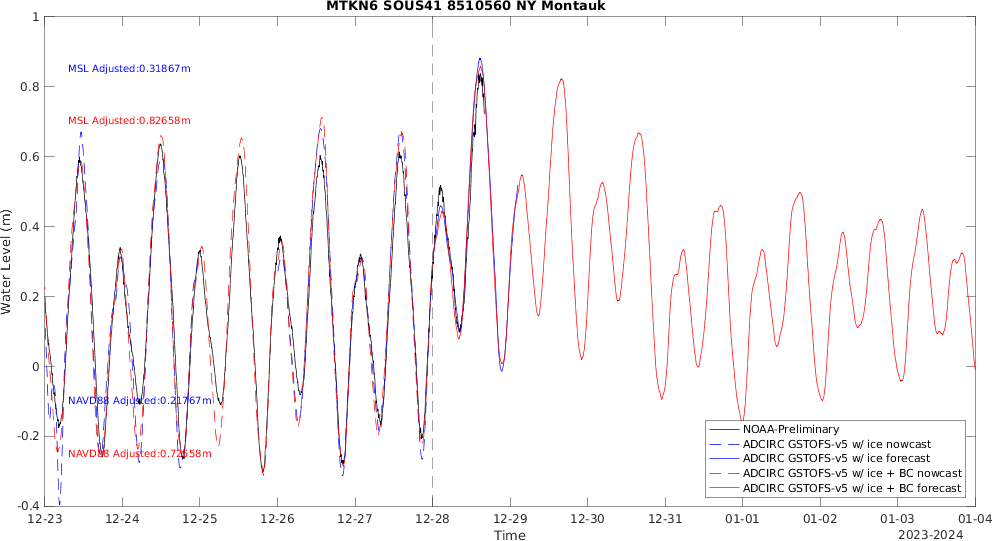 MTKN6 SOUS41 8510560 NY Montauk
1
0.8
0.6
0.4
0.2
0
-0.2
-0.4
Water Level (m)
MSL Adjusted:0.31867m
MSL Adjusted:0.82658m
NAVD88 Adjusted:0.21767m
NAVD88 Adjusted:0.72558m
NOAA-Preliminary
ADCIRC GSTOFS-v5 w/ ice nowcast
ADCIRC GSTOFS-v5 w/ ice forecast
ADCIRC GSTOFS-v5 w/ ice + BC nowcast
ADCIRC GSTOFS-v5 w/ ice + BC forecast
12-23 12-24 12-25 12-26 12-27 12-28 12-29 12-30 12-31 01-01 01-02 01-03 01-04
Time
2023-2024